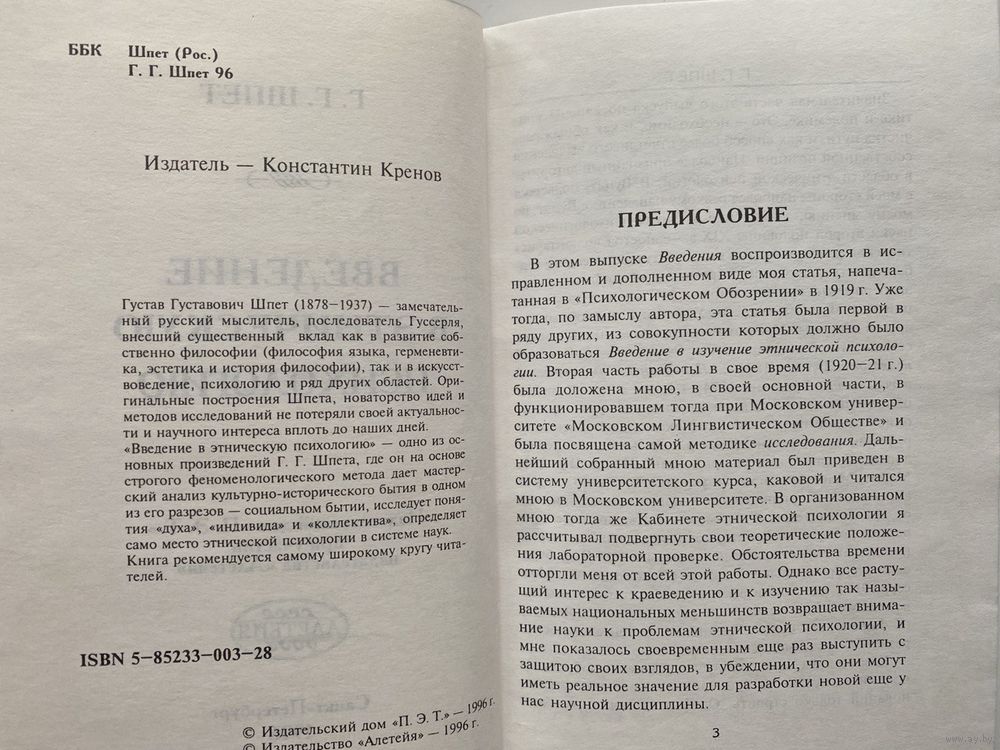 ББК Шпет (Рос.)
Г. Г. Шпет 96
Издатель — Константин Кренов
Густав Густавович Шпет (1878—1937) — замечатель-
ный русский мыслитель, последователь Гуссерля,
внесший существенный вклад как в развитие соб-
ственно философии (философия языка, герменевти-
ка, эстетика и история философии), так и в искусст-
воведение, психологию и ряд других областей. Ори-
гинальные построения Шпета, новаторство идей и
методов исследований не потеряли своей актуальнос-
ти и научного интереса вплоть до наших дней.
«Введение в этническую психологию» — одно из ос-
новных произведений Г. Г. Шпета, где он на основе
строгого феноменологического метода дает мастер-
ский анализ культурно-исторического бытия в одном
из его разрезов — социальном бытии, исследует поня-
тия «духа», «индивида» и «коллектива», определяет
само место этнической психологии в системе наук.
Книга рекомендуется самому широкому кругу чита-
телей.
ISBN 5—85233—003—28
© Издательский дом «П. Э. Т.» — 1996 г.
© Издательство «Алетейя» — 1996 г.
ПРЕДИСЛОВИЕ
В этом выпуске Введения воспроизводится в ис-
правленном и дополненном виде моя статья, напеча-
танная в «Психологическом Обозрении» в 1919 г. Уже
тогда, по замыслу автора, эта статья была первой в
ряду других, из совокупности которых должно было
образоваться Введение в изучение этнической психоло-
гии. Вторая часть работы в свое время (1920—21 г.)
была доложена мною, в своей основной части, в
функционировавшем тогда при Московском универ-
ситете «Московском Лингвистическом Обществе» и
была посвящена самой методике исследования. Даль-
нейший собранный мною материал был приведен в
систему университетского курса, каковой и читался
мною в Московском университете. В организованном
мною тогда же Кабинете этнической психологии я
рассчитывал подвергнуть свои теоретические положе-
ния лабораторной проверке. Обстоятельства времени
отторгли меня от всей этой работы. Однако все расту-
щий интерес к краеведению и к изучению так назы-
ваемых национальных меньшинств возвращает внима-
ние науки к проблемам этнической психологии, и
мне показалось своевременным еще раз выступить с
защитою своих взглядов, в убеждении, что они могут
иметь реальное значение для разработки новой еще у
нас научной дисциплины.
3
www.ay.by